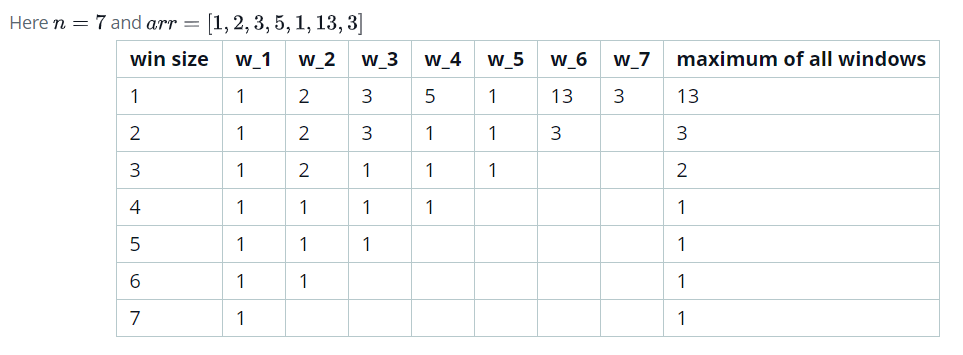 Here n = 7 and arr = [1, 2, 3, 5, 1, 13, 3]
win size w_1 w_2 w_3 w_4 w_5 w_6 w_7 maximum of all windows
1 1 2 3 5 1 13 3 13
2 1 2 3 1 1 3 3
3 1 2 1 1 1 2
4 1 1 1 1 1
5 1 1 1 1
6 1 1 1
7 1 1